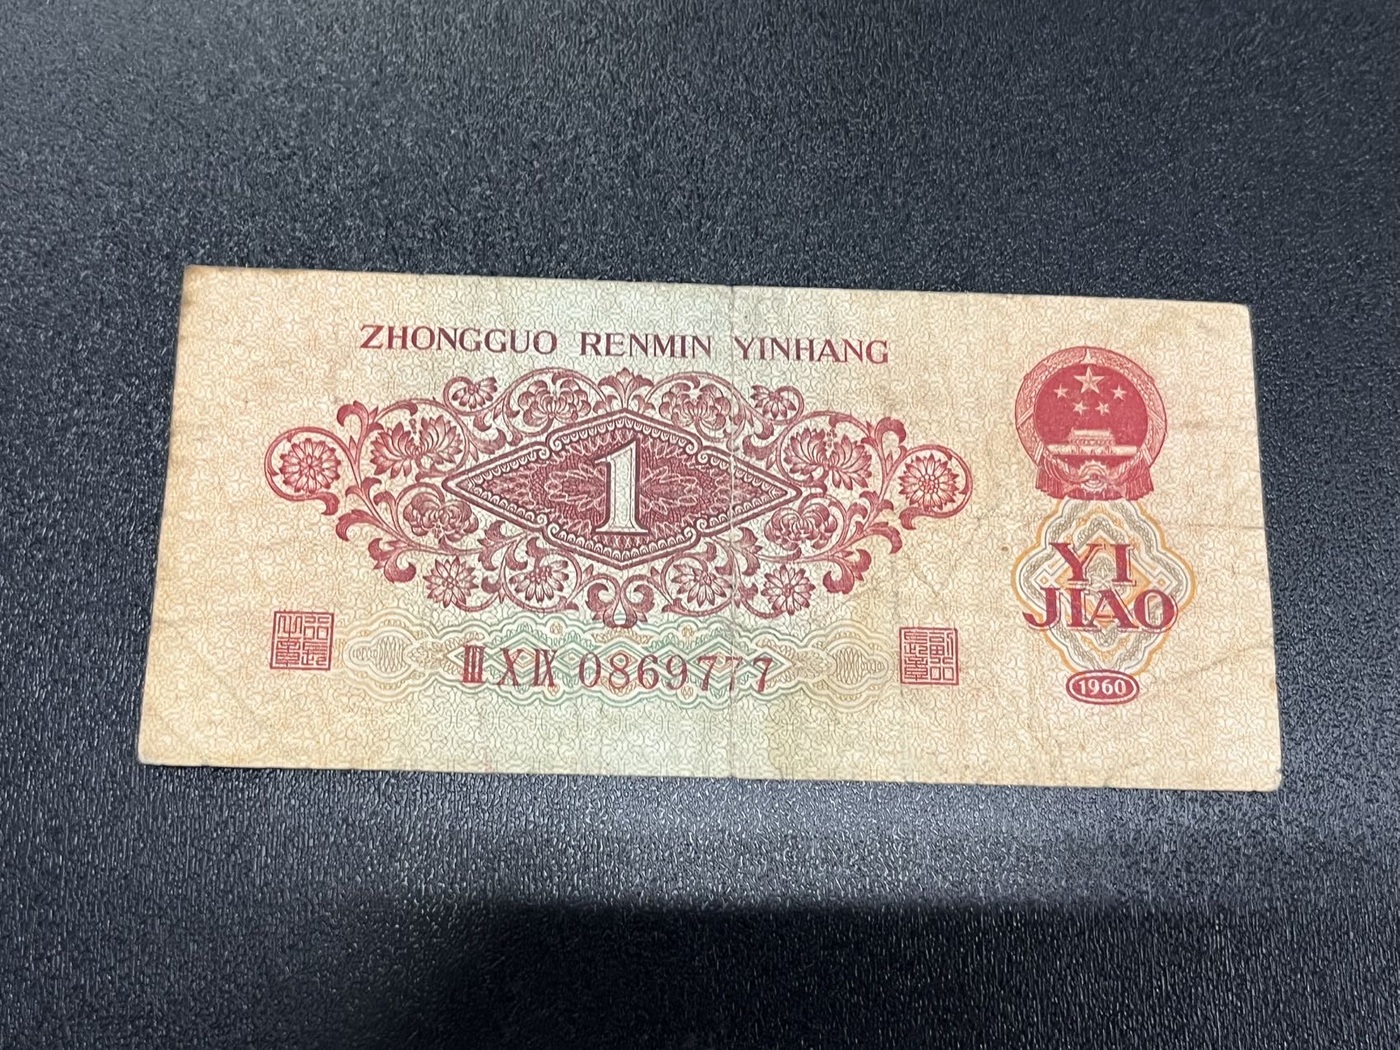 ZHONGGUO RENMIN YINHANG
1
YI
JIAO
III X IX 0869777
1960